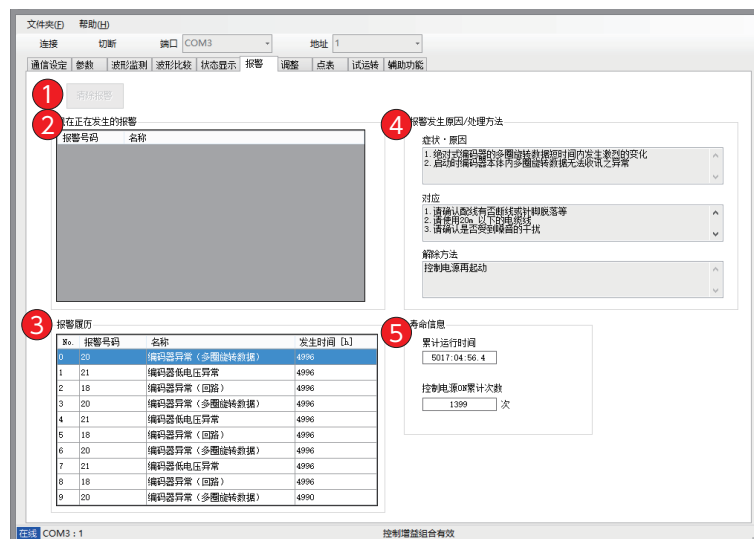 文件夹(F) 帮助(H)
连接 切断 端口 COM3 地址 1
通信设定 参数 波形监测 波形比较 状态显示 报警 调整 点表 试运转 辅助功能
1
清除报警
2 现在正在发生的报警
报警号码 名称
3 报警履历
No. 报警号码 名称 发生时间 [h]
0 20 编码器异常（多圈旋转数据） 4996
1 21 编码器低电压异常 4996
2 18 编码器异常（回路） 4996
3 20 编码器异常（多圈旋转数据） 4996
4 21 编码器低电压异常 4996
5 18 编码器异常（回路） 4996
6 20 编码器异常（多圈旋转数据） 4996
7 21 编码器低电压异常 4996
8 18 编码器异常（回路） 4996
9 20 编码器异常（多圈旋转数据） 4990
4 报警发生原因/处理方法
症状・原因
1.绝对式编码器的多圈旋转数据短时间内发生激烈的变化
2.启动时编码器本体内多圈旋转数据无法收讯之异常
对应
1.请确认配线有否断线或针脚脱落等
2.请使用20m 以下的电缆线
3.请确认是否受到噪音的干扰
解除方法
控制电源再起动
5 寿命信息
累计运行时间
5017:04:56.4
控制电源ON累计次数
1399 次
在线 COM3 : 1 控制增益组合有效